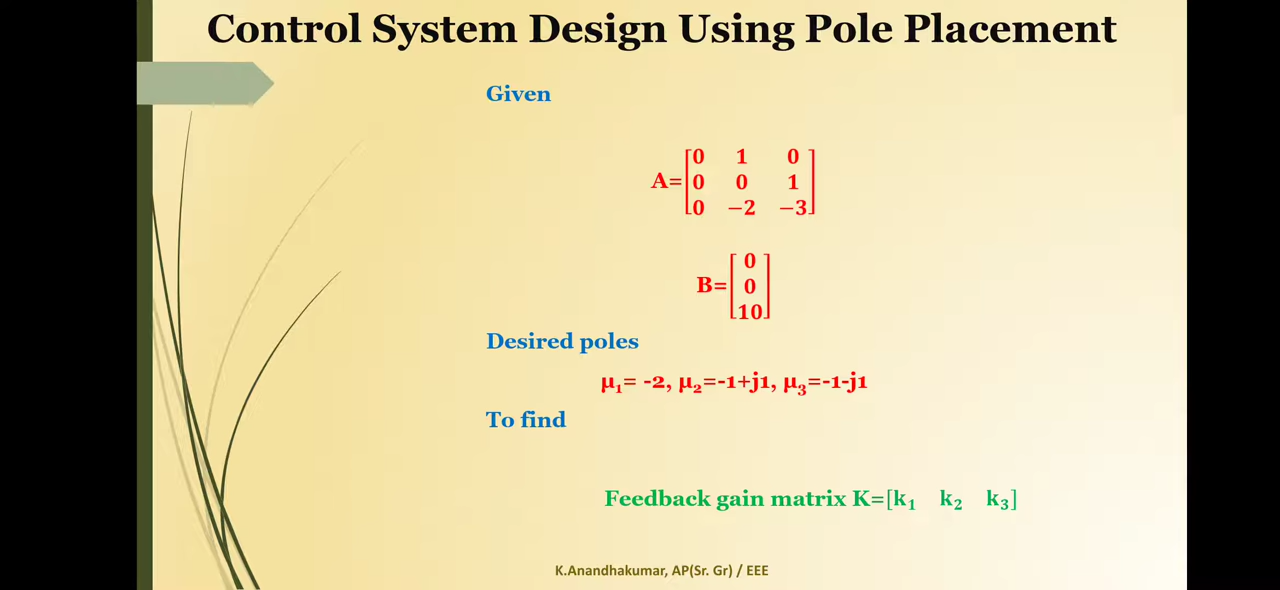 Control System Design Using Pole Placement
Given
A=[0 1 0
0 0 1
0 −2 −3]
B=[0
0
10]
Desired poles
μ₁= -2, μ₂=-1+j1, μ₃=-1-j1
To find
Feedback gain matrix K=[k₁ k₂ k₃]
K.Anandhakumar, AP(Sr. Gr) / EEE